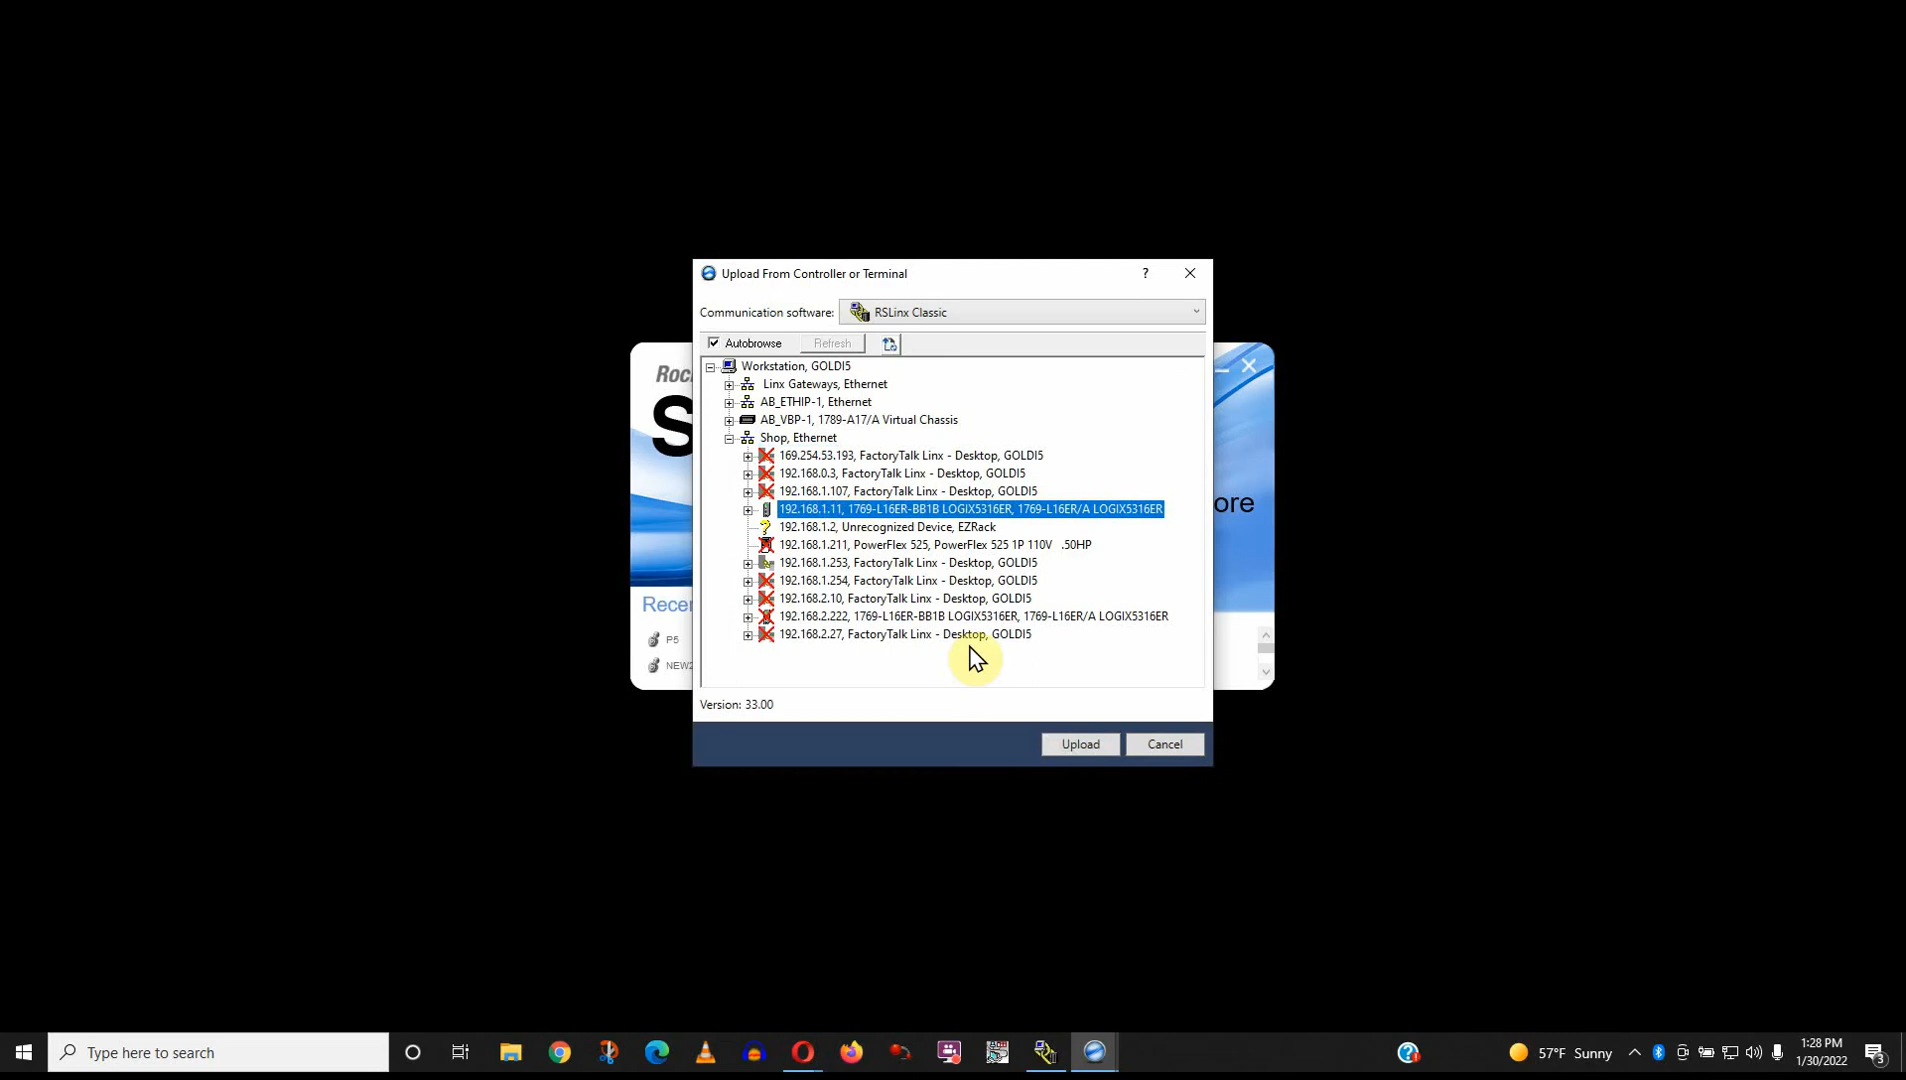 Upload From Controller or Terminal
?
Communication software: RSLinx Classic
Autobrowse Refresh
Workstation, GOLDI5
Linx Gateways, Ethernet
AB_ETHIP-1, Ethernet
AB_VBP-1, 1789-A17/A Virtual Chassis
Shop, Ethernet
169.254.53.193, FactoryTalk Linx - Desktop, GOLDI5
192.168.0.3, FactoryTalk Linx - Desktop, GOLDI5
192.168.1.107, FactoryTalk Linx - Desktop, GOLDI5
192.168.1.11, 1769-L16ER-BB1B LOGIX5316ER, 1769-L16ER/A LOGIX5316ER
192.168.1.2, Unrecognized Device, EZRack
192.168.1.211, PowerFlex 525, PowerFlex 525 1P 110V .50HP
192.168.1.253, FactoryTalk Linx - Desktop, GOLDI5
192.168.1.254, FactoryTalk Linx - Desktop, GOLDI5
192.168.2.10, FactoryTalk Linx - Desktop, GOLDI5
192.168.2.222, 1769-L16ER-BB1B LOGIX5316ER, 1769-L16ER/A LOGIX5316ER
192.168.2.27, FactoryTalk Linx - Desktop, GOLDI5
Version: 33.00
Upload Cancel
Roc
S
ore
Recen
P5
NEW2
Type here to search
57°F Sunny
1:28 PM
1/30/2022
3